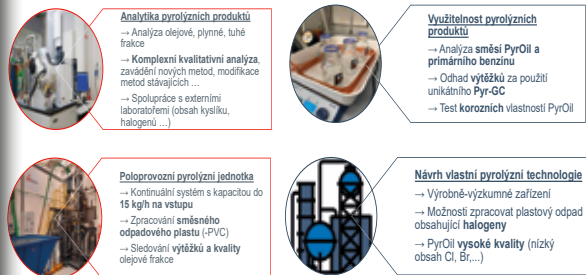 Analytika pyrolýzních produktů
→ Analýza olejové, plynné, tuhé
frakce
→ Komplexní kvalitativní analýza,
zavádění nových metod, modifikace
metod stávajících …
→ Spolupráce s externími
laboratořemi (obsah kyslíku,
halogenů …)
Využitelnost pyrolýzních
produktů
→ Analýza směsí PyrOil a
primárního benzínu
→ Odhad výtěžků za použití
unikátního Pyr-GC
→ Test korozních vlastností PyrOil
Poloprovozní pyrolýzní jednotka
→ Kontinuální systém s kapacitou do
15 kg/h na vstupu
→ Zpracování směsného
odpadového plastu (-PVC)
→ Sledování výtěžků a kvality
olejové frakce
Návrh vlastní pyrolýzní technologie
→ Výrobně-výzkumné zařízení
→ Možnosti zpracovat plastový odpad
obsahující halogeny
→ PyrOil vysoké kvality (nízký
obsah Cl, Br,...)